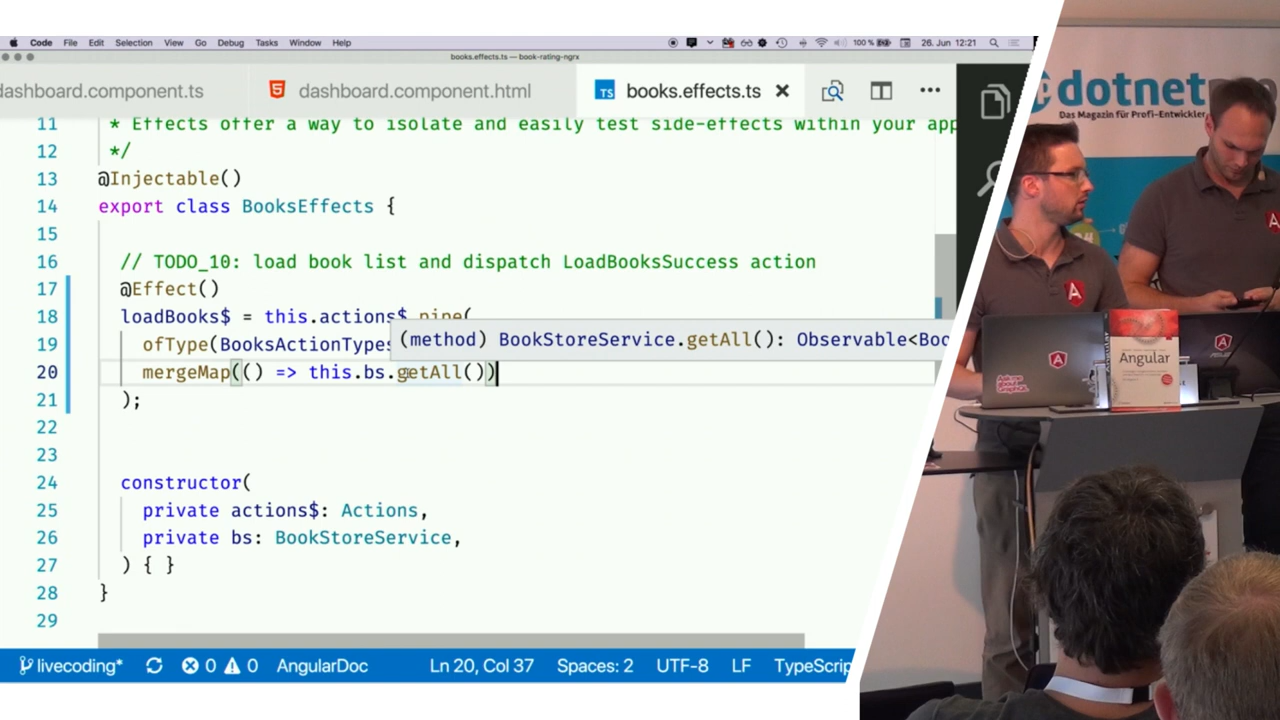 Code File Edit Selection View Go Debug Tasks Window Help 100 % 26. Jun 12:21
books.effects.ts — book-rating-ngrx
dashboard.component.ts dashboard.component.html TS books.effects.ts
11 * Effects offer a way to isolate and easily test side-effects within your app
12 */
13 @Injectable()
14 export class BooksEffects {
15
16 // TODO_10: load book list and dispatch LoadBooksSuccess action
17 @Effect()
18 loadBooks$ = this.actions$.pipe(
(method) BookStoreService.getAll(): Observable<Boo
19 ofType(BooksActionTypes
20 mergeMap(() => this.bs.getAll())
21 );
22
23
24 constructor(
25 private actions$: Actions,
26 private bs: BookStoreService,
27 ) { }
28 }
29
livecoding* 0 0 AngularDoc Ln 20, Col 37 Spaces: 2 UTF-8 LF TypeScrip
dotnet
Das Magazin für Profi-Entwickler
Angular